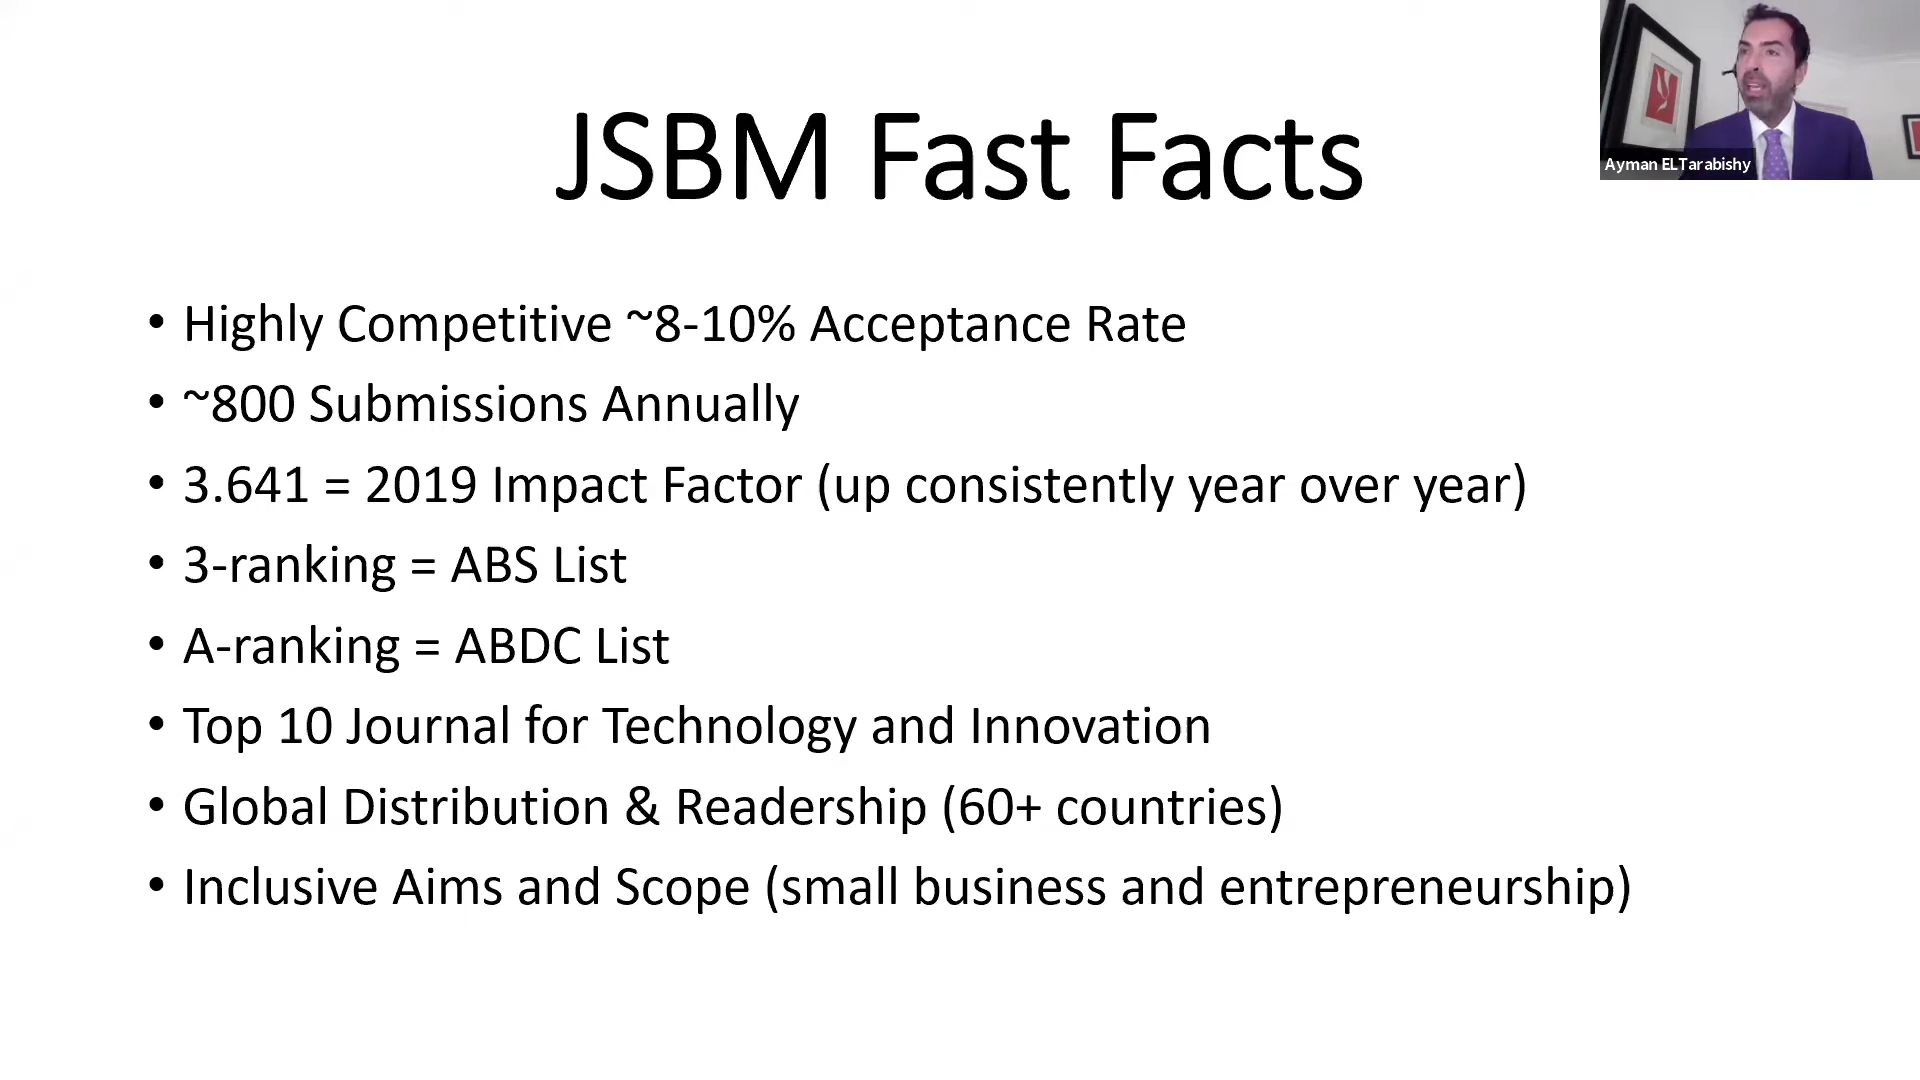 JSBM Fast Facts
Ayman ELTarabishy
• Highly Competitive ~8-10% Acceptance Rate
• ~800 Submissions Annually
• 3.641 = 2019 Impact Factor (up consistently year over year)
• 3-ranking = ABS List
• A-ranking = ABDC List
• Top 10 Journal for Technology and Innovation
• Global Distribution & Readership (60+ countries)
• Inclusive Aims and Scope (small business and entrepreneurship)